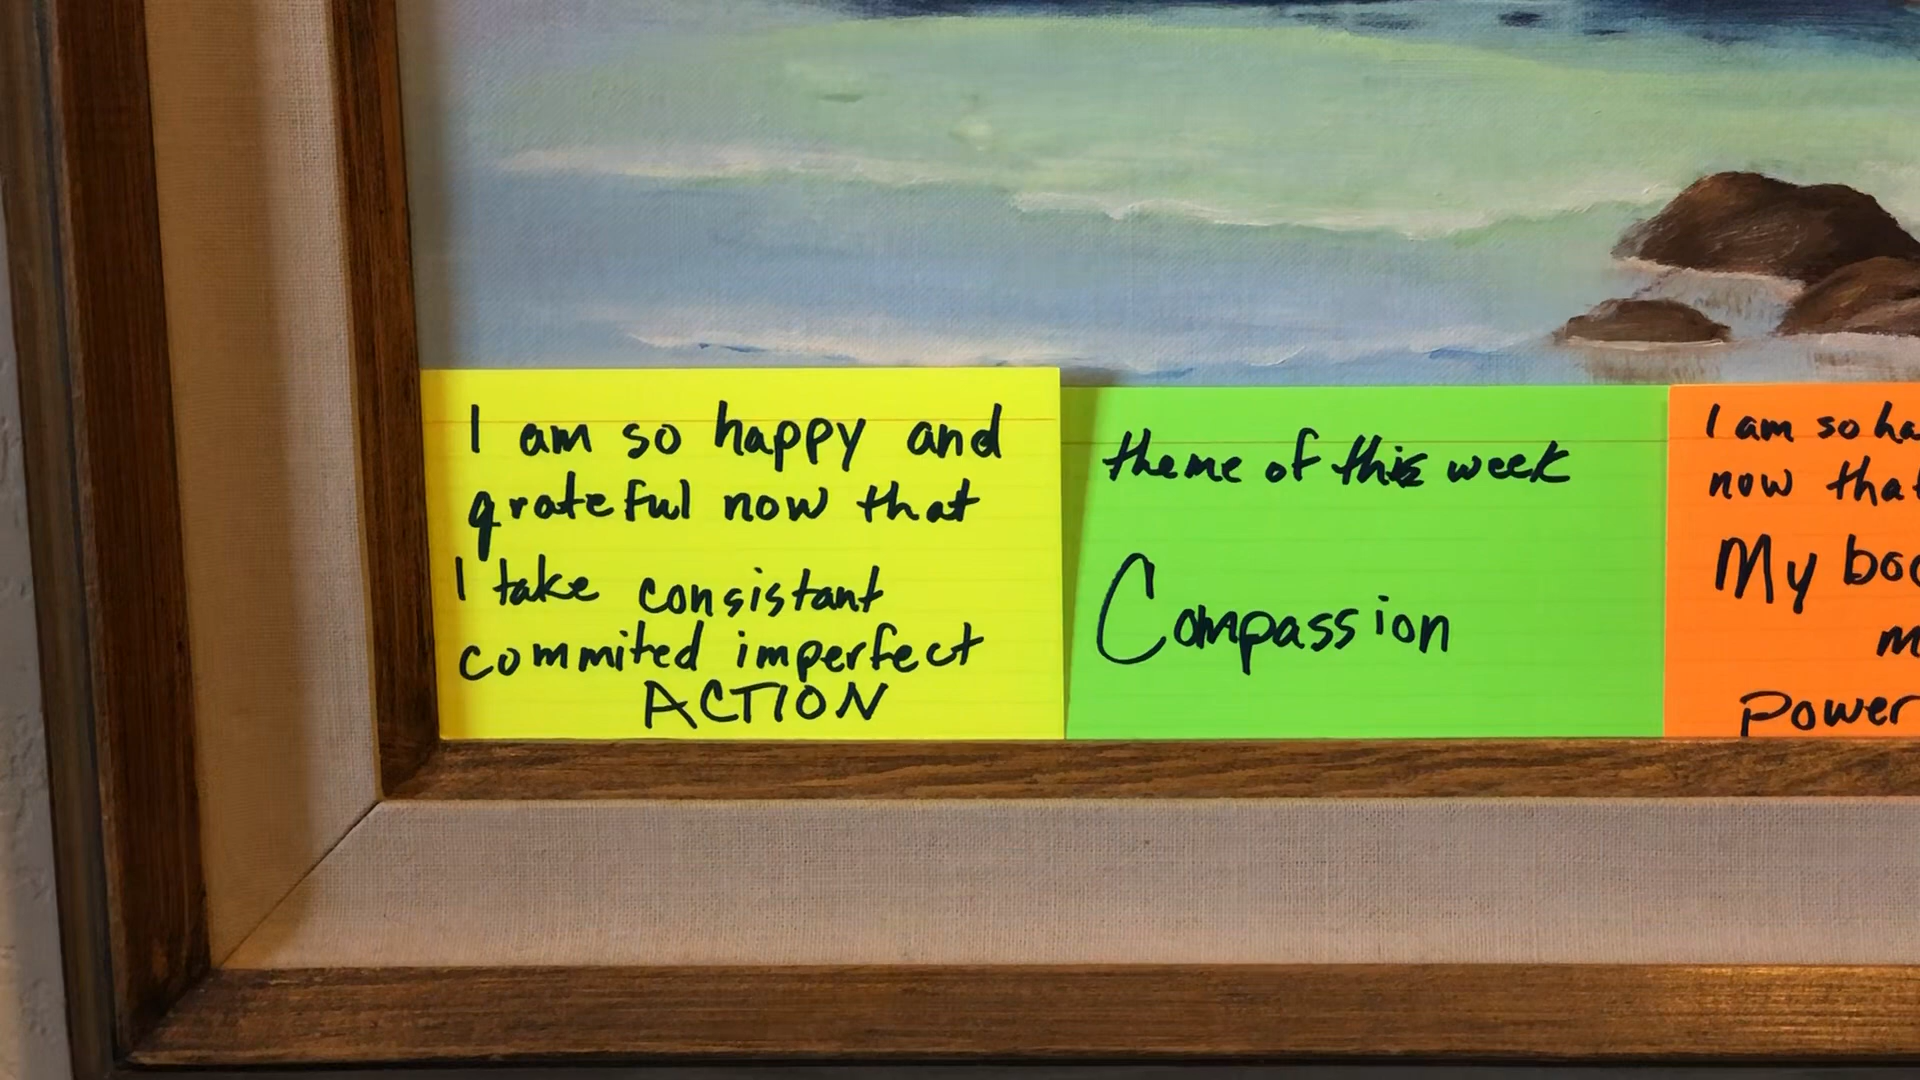 I am so happy and
grateful now that
I take consistant
commited imperfect
ACTION
theme of this week
Compassion
I am so
now
My
Power